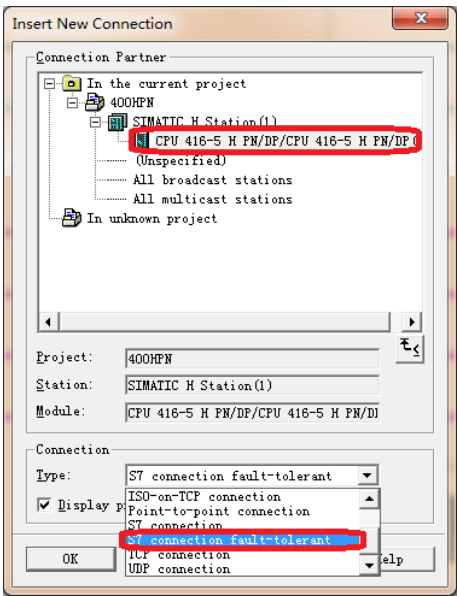 Insert New Connection
Connection Partner
In the current project
400HPN
SIMATIC H Station(1)
CPU 416-5 H PN/DP/CPU 416-5 H PN/DP(
(Unspecified)
All broadcast stations
All multicast stations
In unknown project
Project:
400HPN
Station:
SIMATIC H Station(1)
Module:
CPU 416-5 H PN/DP/CPU 416-5 H PN/D
Connection
Type:
S7 connection fault-tolerant
ISO-on-TCP connection
Display p
Point-to-point connection
S7 connection
S7 connection fault-tolerant
OK
TCP connection
elp
UDP connection